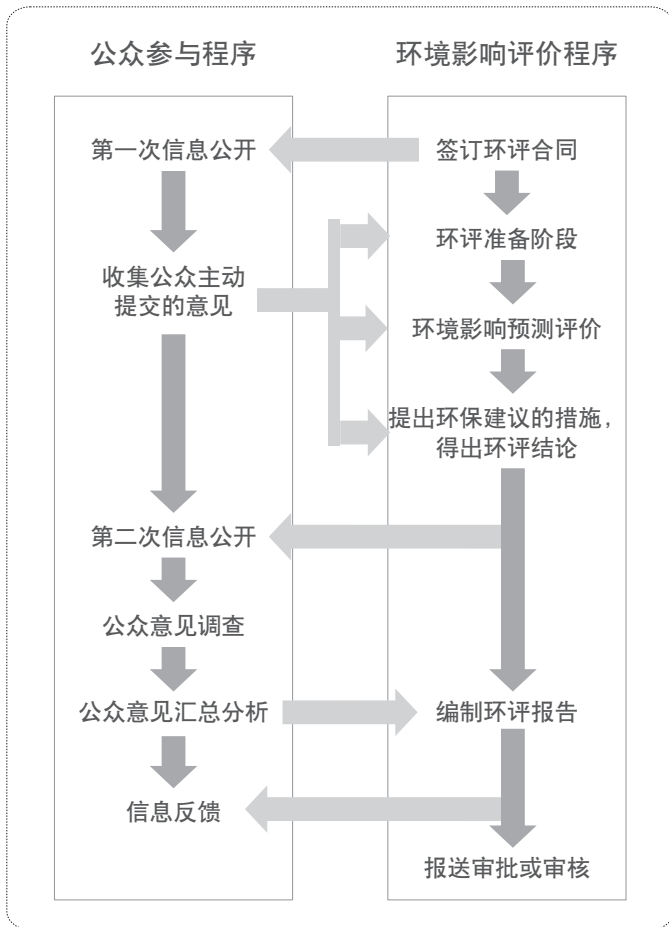 公众参与程序
环境影响评价程序
第一次信息公开
签订环评合同
环评准备阶段
收集公众主动
提交的意见
环境影响预测评价
提出环保建议的措施，
得出环评结论
第二次信息公开
公众意见调查
公众意见汇总分析
编制环评报告
信息反馈
报送审批或审核